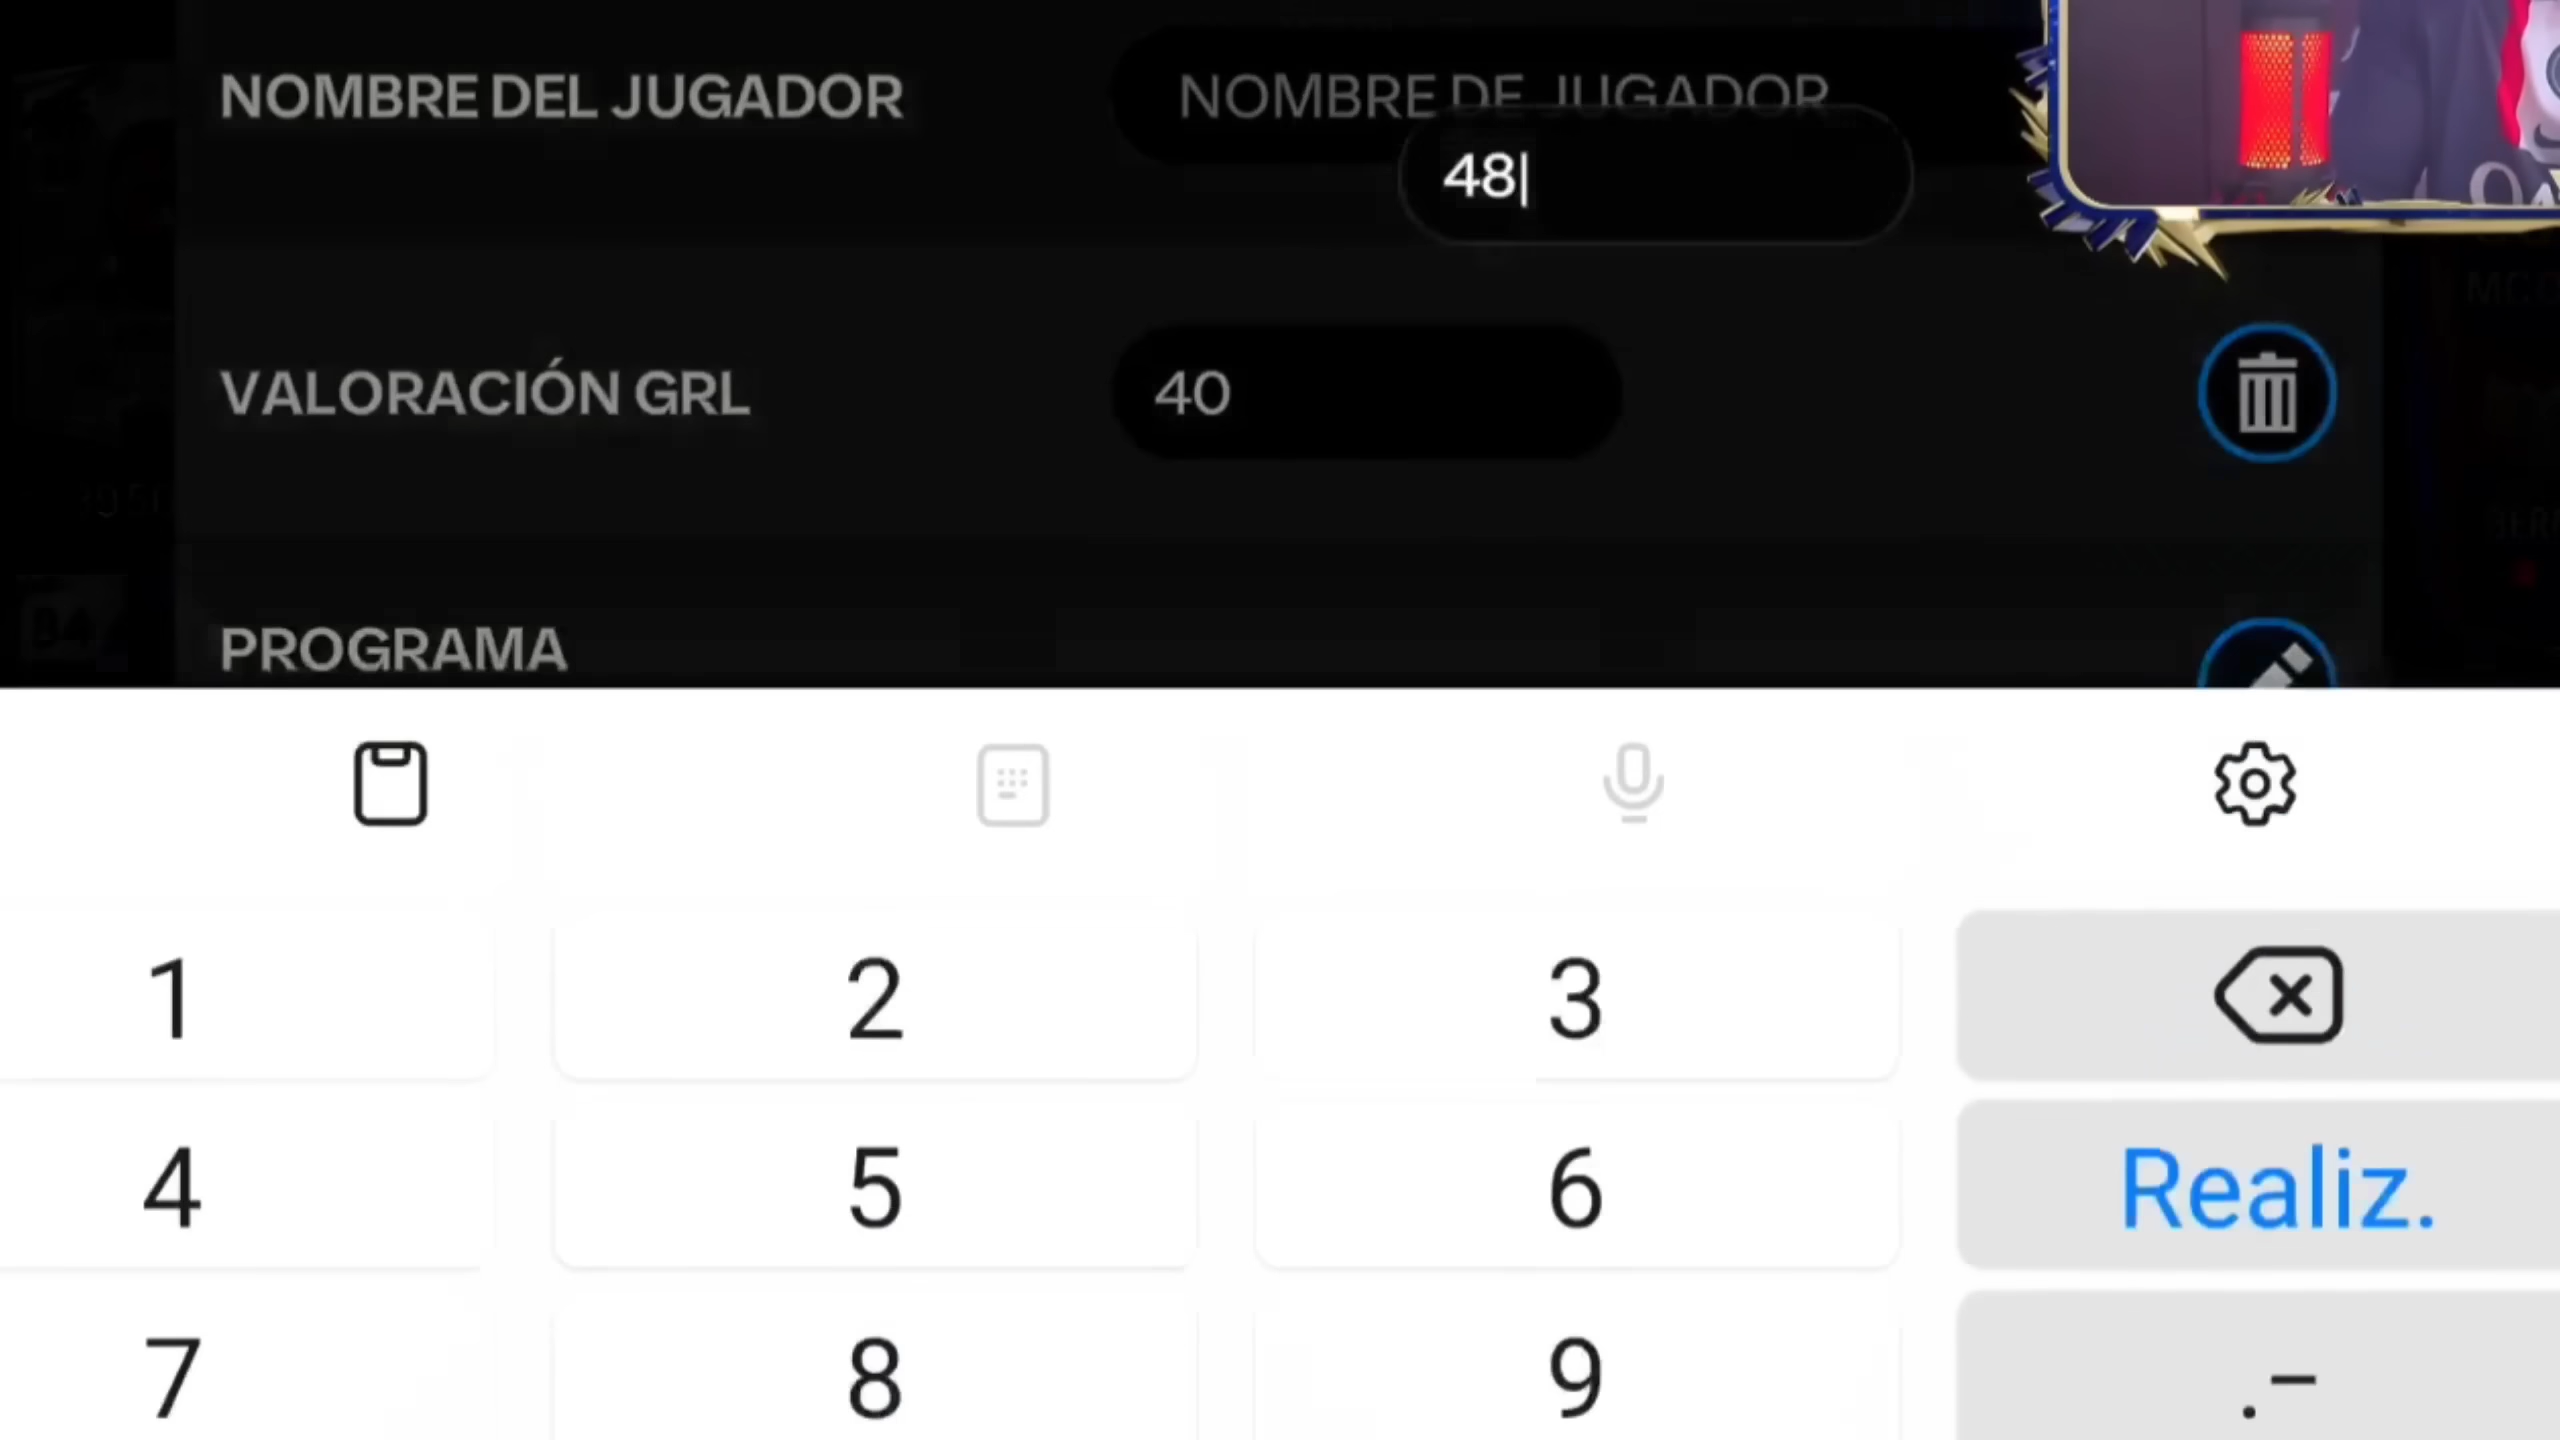 NOMBRE DEL JUGADOR
NOMBRE DE JUGADOR...
48
VALORACIÓN GRL
40
PROGRAMA
1 2 3
4 5 6 Realiz.
7 8 9 .-